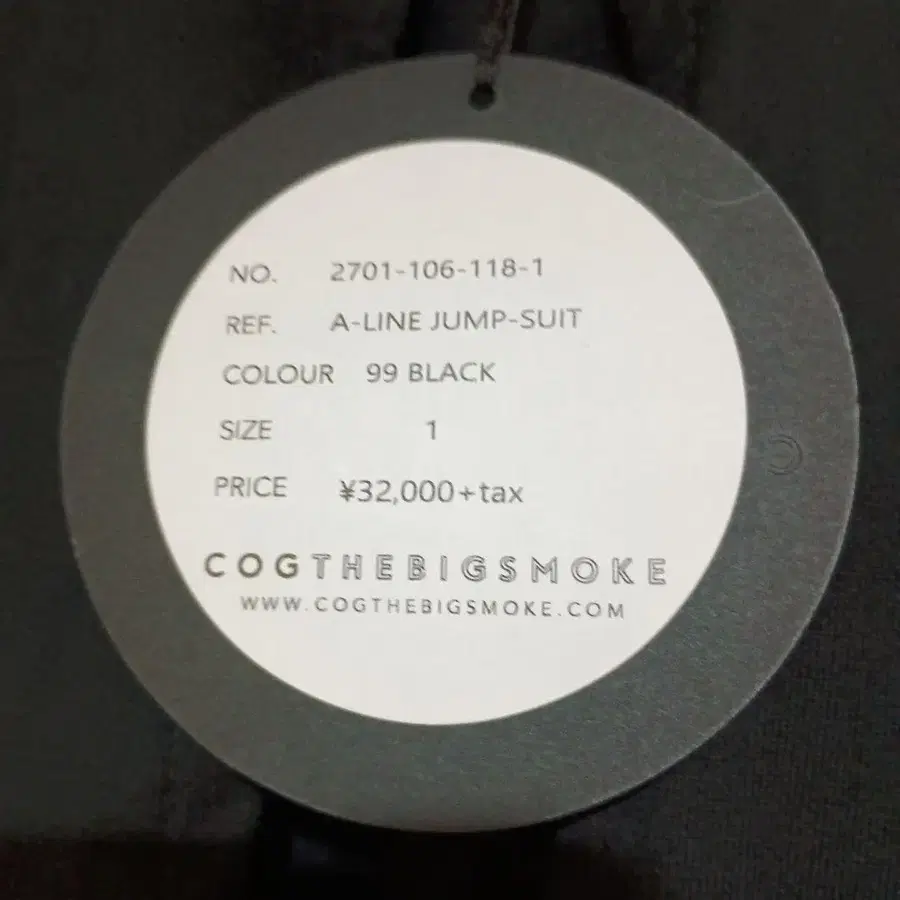 NO. 2701-106-118-1
REF. A-LINE JUMP-SUIT
COLOUR 99 BLACK
SIZE 1
PRICE ¥32,000+tax
COGTHEBIGSMOKE
WWW.COGTHEBIGSMOKE.COM